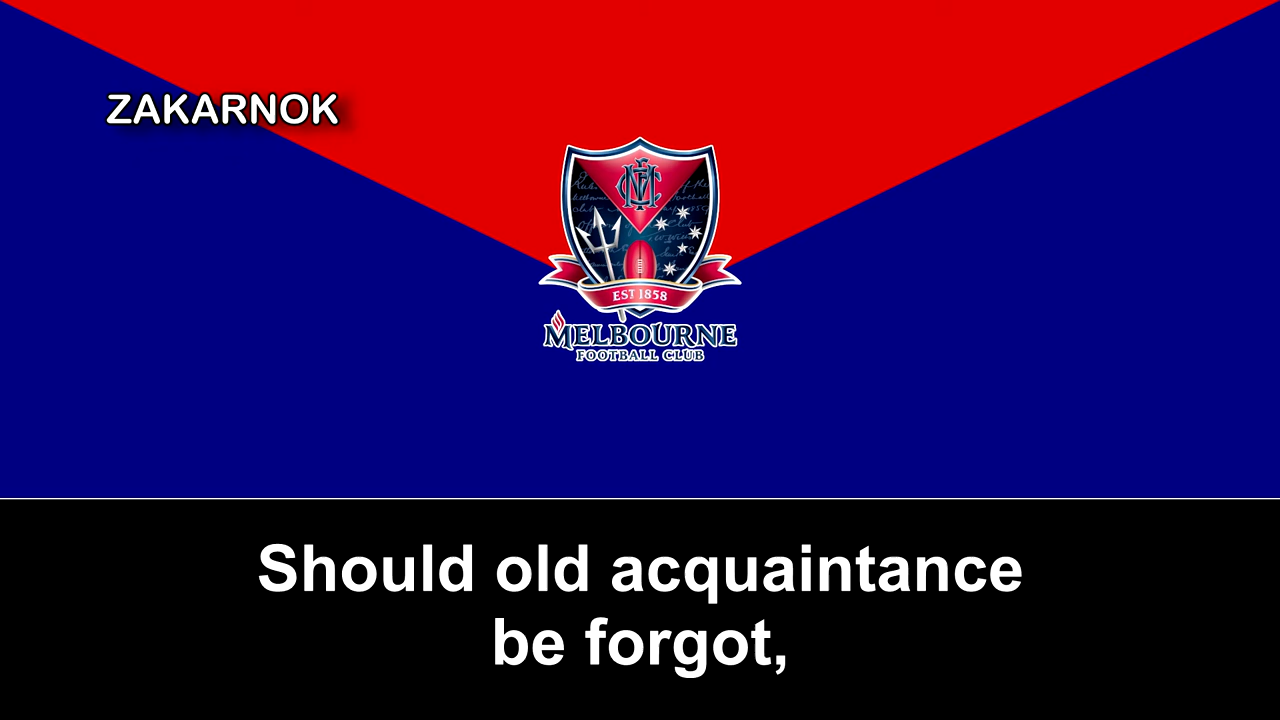 ZAKARNOK
EST 1858
MELBOURNE
FOOTBALL CLUB
Should old acquaintance
be forgot,